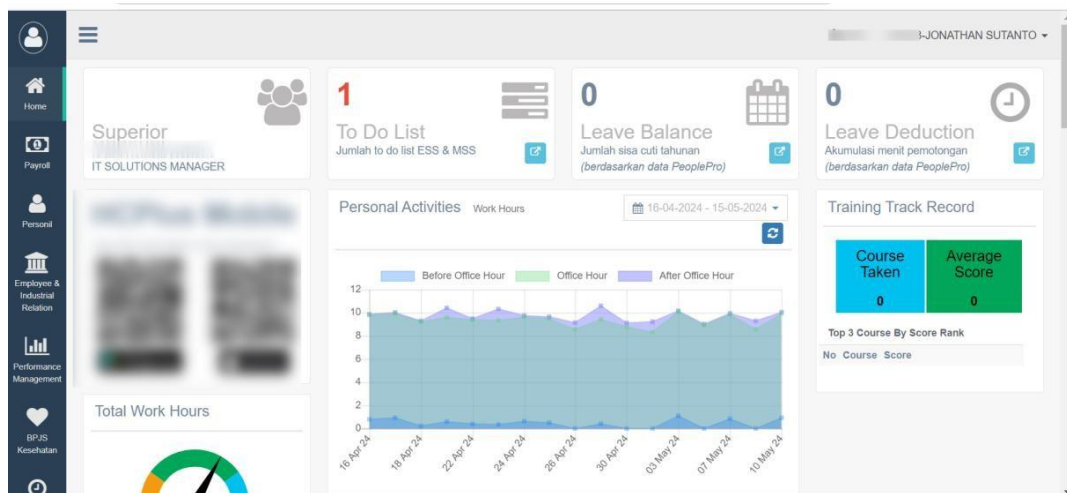 -JONATHAN SUTANTO
Home
Payroll
Personil
Employee &
Industrial
Relation
Performance
Management
BPJS
Kesehatan
Superior
IT SOLUTIONS MANAGER
1
To Do List
Jumlah to do list ESS & MSS
0
Leave Balance
Jumlah sisa cuti tahunan
(berdasarkan data PeoplePro)
0
Leave Deduction
Akumulasi menit pemotongan
(berdasarkan data PeoplePro)
HCPlus Mobile
Total Work Hours
Personal Activities Work Hours
16-04-2024 - 15-05-2024
Before Office Hour
Office Hour
After Office Hour
12
10
8
6
4
2
0
16 Apr 24
18 Apr 24
22 Apr 24
24 Apr 24
26 Apr 24
30 Apr 24
03 May 24
07 May 24
10 May 24
Training Track Record
Course
Taken
0
Average
Score
0
Top 3 Course By Score Rank
No Course Score